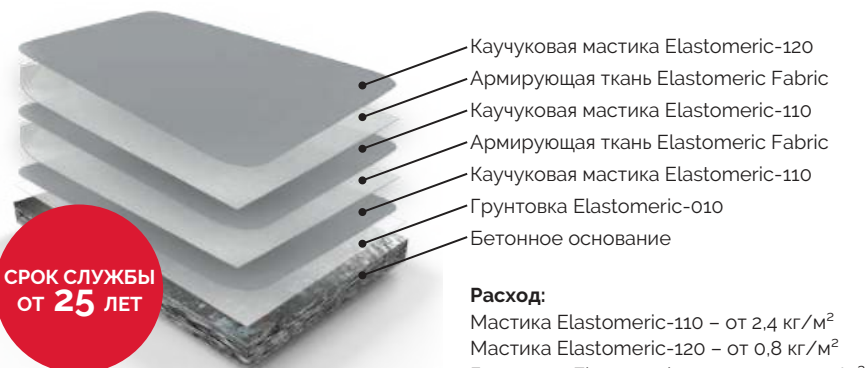 Каучуковая мастика Elastomeric-120
Армирующая ткань Elastomeric Fabric
Каучуковая мастика Elastomeric-110
Армирующая ткань Elastomeric Fabric
Каучуковая мастика Elastomeric-110
Грунтовка Elastomeric-010
Бетонное основание
СРОК СЛУЖБЫ
ОТ 25 ЛЕТ
Расход:
Мастика Elastomeric-110 – от 2,4 кг/м²
Мастика Elastomeric-120 – от 0,8 кг/м²